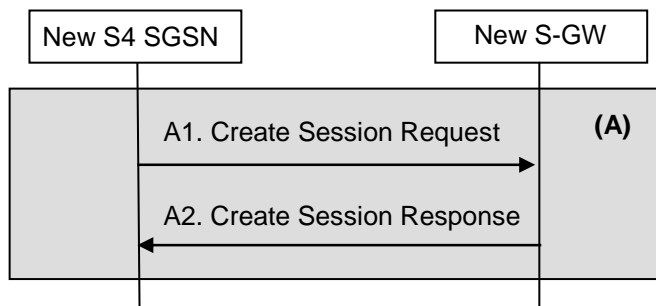 New S4 SGSN
New S-GW
(A)
A1. Create Session Request
A2. Create Session Response